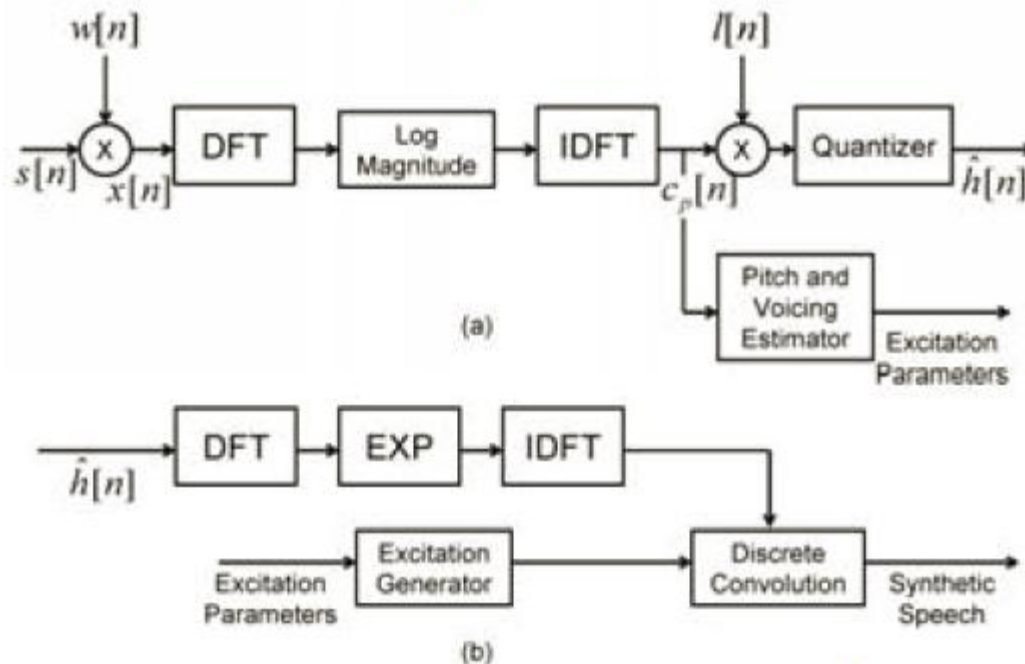 w[n]
l[n]
x
DFT
Log
Magnitude
IDFT
x
Quantizer
s[n]
x[n]
c_p[n]
ĥ[n]
Pitch and
Voicing
Estimator
(a)
Excitation
Parameters
DFT
EXP
IDFT
ĥ[n]
Excitation
Parameters
Excitation
Generator
Discrete
Convolution
Synthetic
Speech
(b)